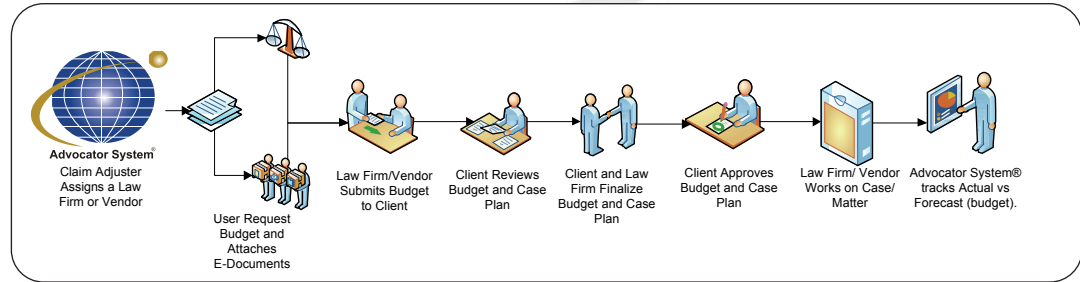 Advocator System®
Claim Adjuster
Assigns a Law
Firm or Vendor
User Request
Budget and
Attaches
E-Documents
Law Firm/Vendor
Submits Budget
to Client
Client Reviews
Budget and Case
Plan
Client and Law
Firm Finalize
Budget and Case
Plan
Client Approves
Budget and Case
Plan
Law Firm/ Vendor
Works on Case/
Matter
Advocator System®
tracks Actual vs
Forecast (budget).